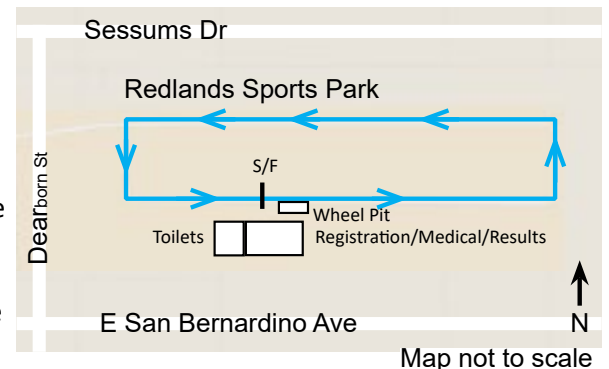 Sessums Dr
Redlands Sports Park
Dearborn St
S/F
Wheel Pit
Toilets
Registration/Medical/Results
E San Bernardino Ave
N
Map not to scale